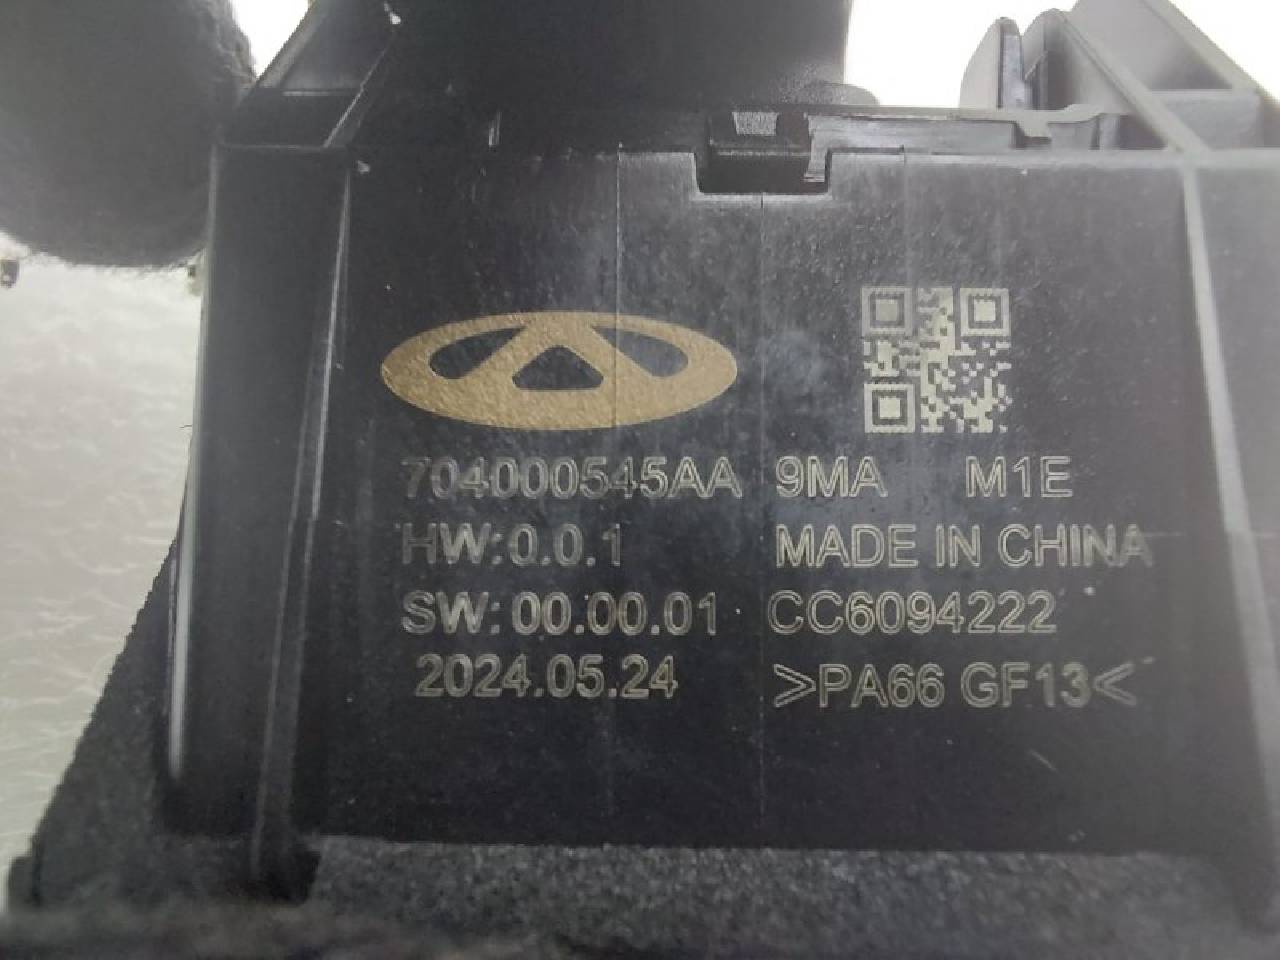 704000545AA 9MA M1E
HW:0.0.1 MADE IN CHINA
SW:00.00.01 CC6094222
2024.05.24 >PA66 GF13<